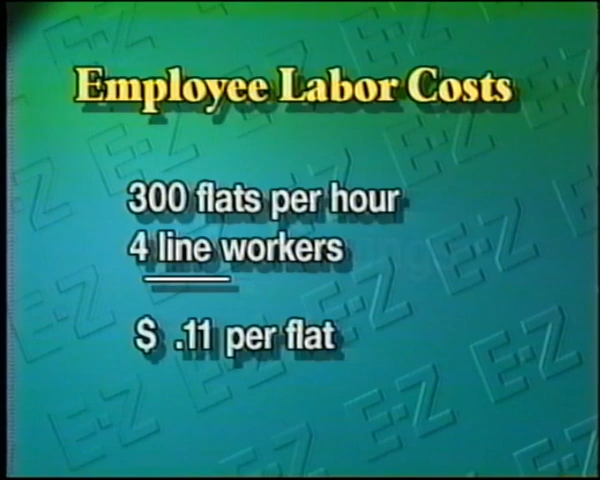 Employee Labor Costs
300 flats per hour
4 line workers
$ .11 per flat
E-Z
E-Z
E-Z
E-Z
E-Z
E-Z
E-Z
E-Z
E-Z
E-Z